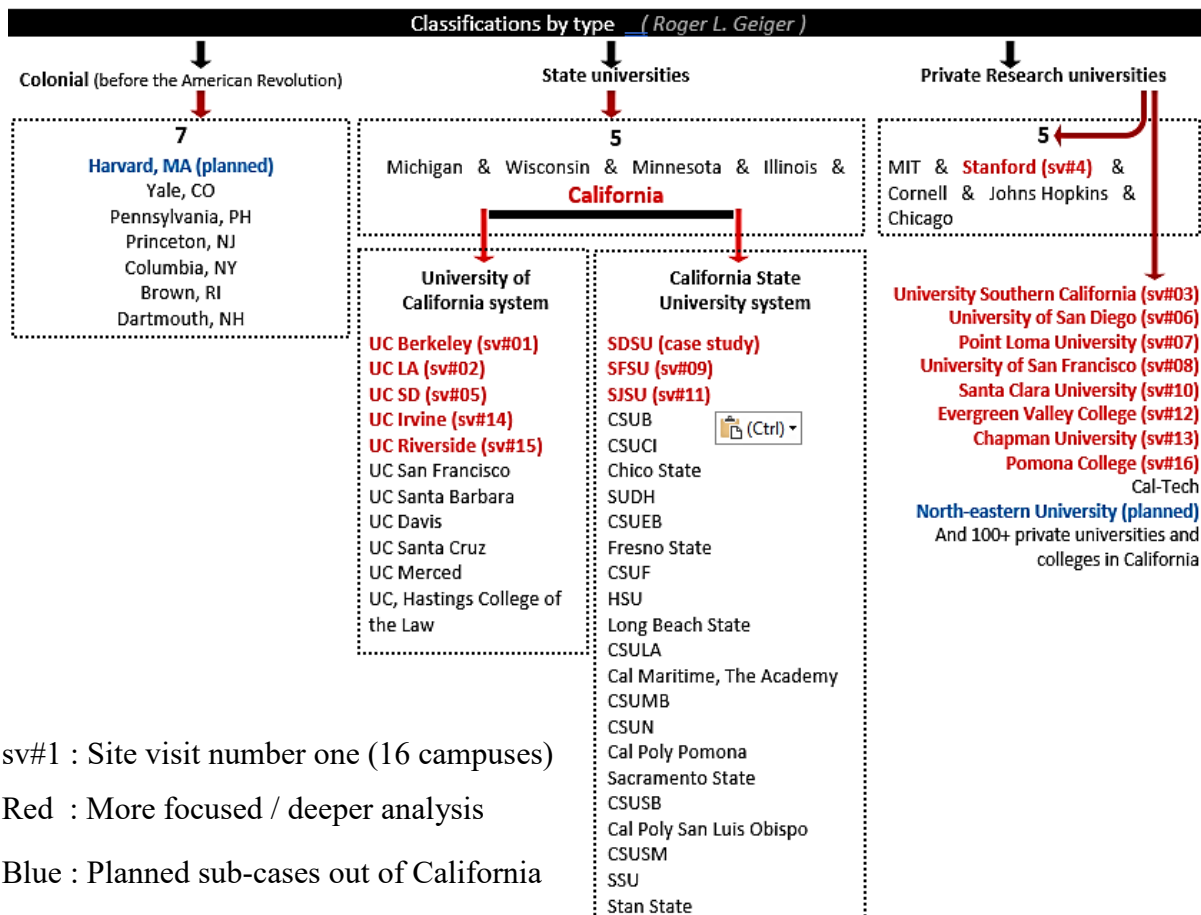 Classifications by type _( Roger L. Geiger )
Colonial (before the American Revolution)
State universities
Private Research universities
7
Harvard, MA (planned)
Yale, CO
Pennsylvania, PH
Princeton, NJ
Columbia, NY
Brown, RI
Dartmouth, NH
5
Michigan & Wisconsin & Minnesota & Illinois &
California
5
MIT & Stanford (sv#4) &
Cornell & Johns Hopkins &
Chicago
University of
California system
UC Berkeley (sv#01)
UC LA (sv#02)
UC SD (sv#05)
UC Irvine (sv#14)
UC Riverside (sv#15)
UC San Francisco
UC Santa Barbara
UC Davis
UC Santa Cruz
UC Merced
UC, Hastings College of
the Law
California State
University system
SDSU (case study)
SFSU (sv#09)
SJSU (sv#11)
CSUB
(Ctrl)
CSUCI
Chico State
SUDH
CSUEB
Fresno State
CSUF
HSU
Long Beach State
CSULA
Cal Maritime, The Academy
CSUMB
CSUN
Cal Poly Pomona
Sacramento State
CSUSB
Cal Poly San Luis Obispo
CSUSM
SSU
Stan State
University Southern California (sv#03)
University of San Diego (sv#06)
Point Loma University (sv#07)
University of San Francisco (sv#08)
Santa Clara University (sv#10)
Evergreen Valley College (sv#12)
Chapman University (sv#13)
Pomona College (sv#16)
Cal-Tech
North-eastern University (planned)
And 100+ private universities and
colleges in California
sv#1 : Site visit number one (16 campuses)
Red : More focused / deeper analysis
Blue : Planned sub-cases out of California